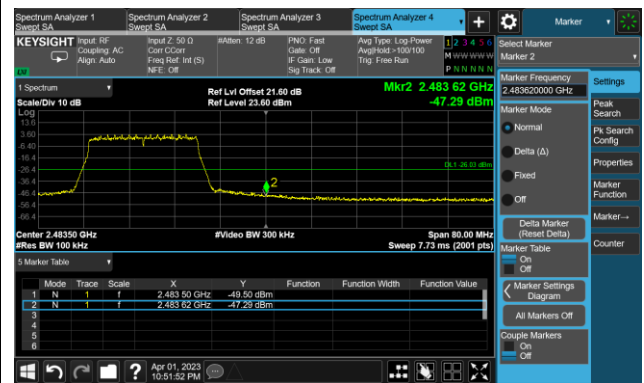 Spectrum Analyzer 1
Swept SA
Spectrum Analyzer 2
Swept SA
Spectrum Analyzer 3
Swept SA
Spectrum Analyzer 4
Swept SA
Marker
KEYSIGHT
Input: RF
Coupling: AC
Align: Auto
Input Z: 50 Ω
Corr CCorr
Freq Ref: Int (S)
NFE: Off
#Atten: 12 dB
PNO: Fast
Gate: Off
IF Gain: Low
Sig Track: Off
Avg Type: Log-Power
Avg|Hold:>100/100
Trig: Free Run
1 2 3 4 5 6
M W W W W W
P N N N N N
LXI
1 Spectrum
Scale/Div 10 dB
Log
Ref Lvl Offset 21.60 dB
Ref Level 23.60 dBm
Mkr2 2.483 62 GHz
-47.29 dBm
13.6
3.60
-6.40
-16.4
-26.4
-36.4
-46.4
-56.4
-66.4
DL1 -26.03 dBm
2
Center 2.48350 GHz
#Res BW 100 kHz
#Video BW 300 kHz
Span 80.00 MHz
Sweep 7.73 ms (2001 pts)
5 Marker Table
Mode Trace Scale X Y Function Function Width Function Value
1 N 1 f 2.483 50 GHz -49.50 dBm
2 N 1 f 2.483 62 GHz -47.29 dBm
3
4
5
6
Apr 01, 2023
10:51:52 PM
Select Marker
Marker 2
Marker Frequency
2.483620000 GHz
Marker Mode
Normal
Delta (Δ)
Fixed
Off
Delta Marker
(Reset Delta)
Marker Table
On
Off
Marker Settings
Diagram
All Markers Off
Couple Markers
On
Off
Settings
Peak
Search
Pk Search
Config
Properties
Marker
Function
Marker→
Counter